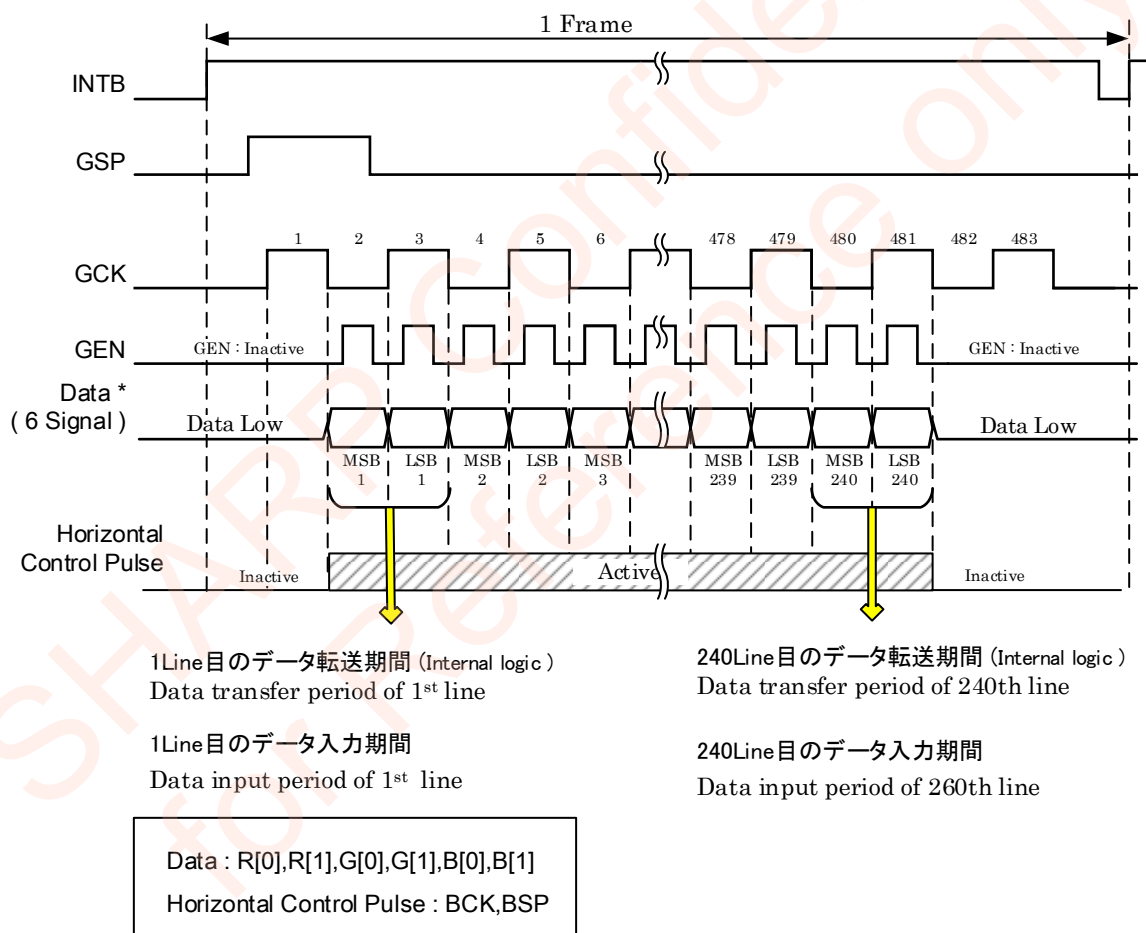 1 Frame
INTB
GSP
1 2 3 4 5 6 478 479 480 481 482 483
GCK
GEN
GEN : Inactive
GEN : Inactive
Data *
( 6 Signal )
Data Low
Data Low
MSB 1
LSB 1
MSB 2
LSB 2
MSB 3
MSB 239
LSB 239
MSB 240
LSB 240
Horizontal
Control Pulse
Inactive
Active
Inactive
1Line目のデータ転送期間 (Internal logic )
Data transfer period of 1st line
1Line目のデータ入力期間
Data input period of 1st line
240Line目のデータ転送期間 (Internal logic )
Data transfer period of 240th line
240Line目のデータ入力期間
Data input period of 260th line
Data : R[0],R[1],G[0],G[1],B[0],B[1]
Horizontal Control Pulse : BCK,BSP
SHARP Confide
for Reference only